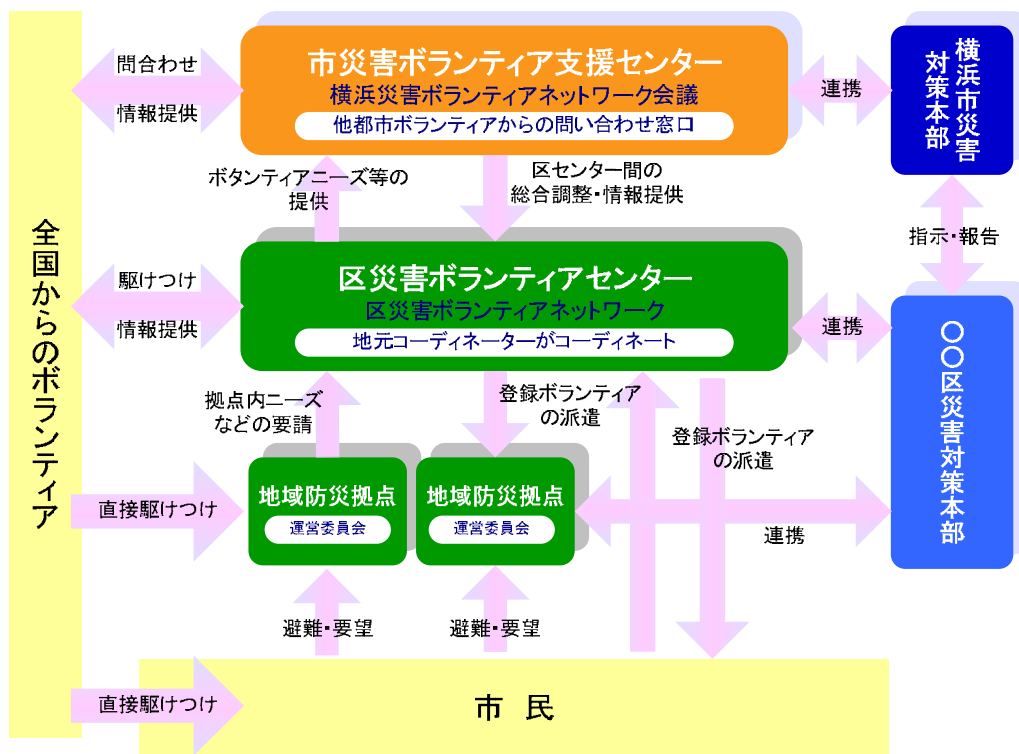 全国からのボランティア
問合わせ
情報提供
市災害ボランティア支援センター
横浜災害ボランティアネットワーク会議
他都市ボランティアからの問い合わせ窓口
連携
横浜市災害
対策本部
ボタンティアニーズ等の
提供
区センター間の
総合調整・情報提供
指示・報告
駆けつけ
情報提供
区災害ボランティアセンター
区災害ボランティアネットワーク
地元コーディネーターがコーディネート
連携
〇〇区災害対策本部
拠点内ニーズ
などの要請
登録ボランティア
の派遣
登録ボランティア
の派遣
直接駆けつけ
地域防災拠点
運営委員会
地域防災拠点
運営委員会
連携
避難・要望
避難・要望
直接駆けつけ
市民